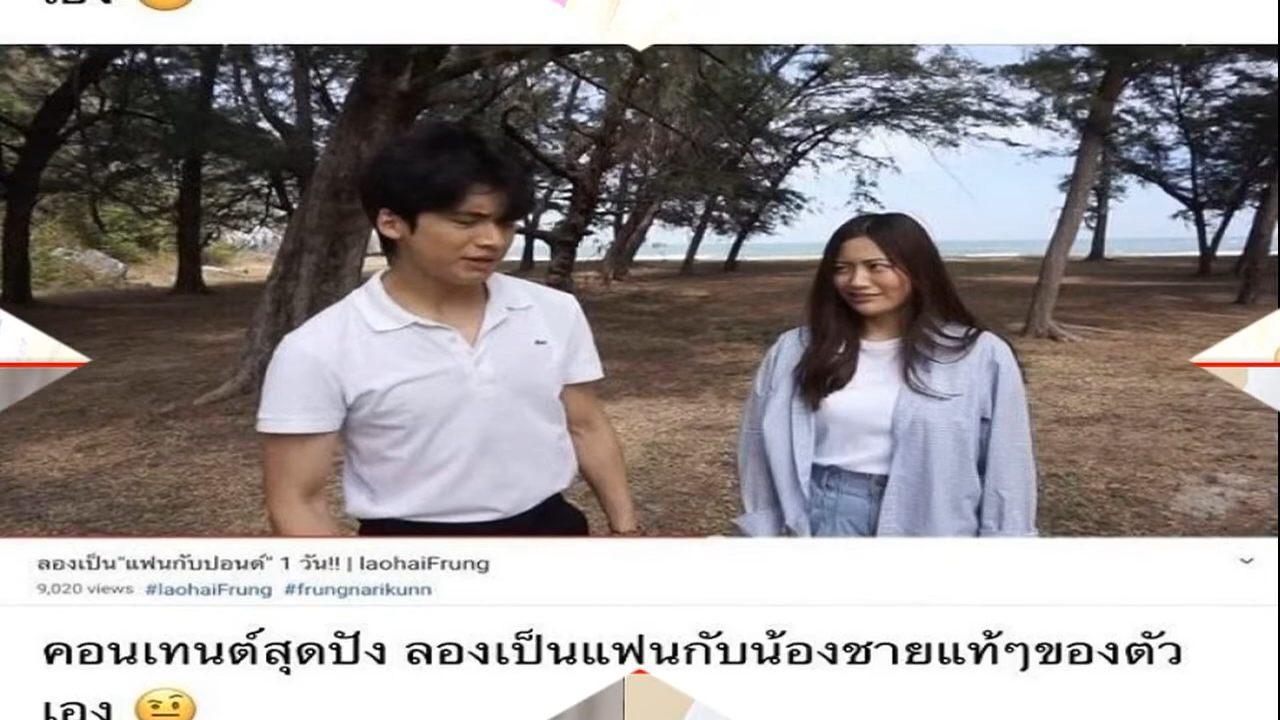 เอง
ลองเป็น"แฟนกับปอนด์" 1 วัน!! | laohaiFrung
9,020 views #laohaiFrung #frungnarikunn
คอนเทนต์สุดปัง ลองเป็นแฟนกับน้องชายแท้ๆของตัว
เอง